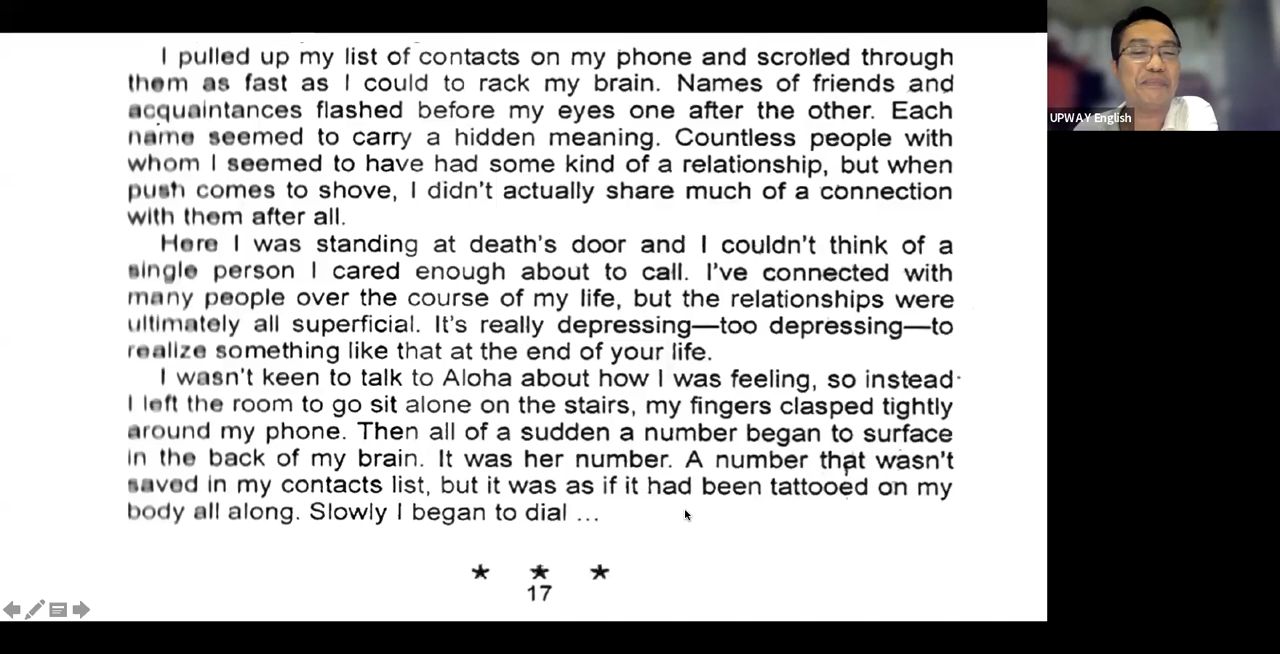 I pulled up my list of contacts on my phone and scrolled through
them as fast as I could to rack my brain. Names of friends and
acquaintances flashed before my eyes one after the other. Each
name seemed to carry a hidden meaning. Countless people with
whom I seemed to have had some kind of a relationship, but when
push comes to shove, I didn't actually share much of a connection
with them after all.
Here I was standing at death's door and I couldn't think of a
single person I cared enough about to call. I've connected with
many people over the course of my life, but the relationships were
ultimately all superficial. It's really depressing—too depressing—to
realize something like that at the end of your life.
I wasn't keen to talk to Aloha about how I was feeling, so instead
I left the room to go sit alone on the stairs, my fingers clasped tightly
around my phone. Then all of a sudden a number began to surface
in the back of my brain. It was her number. A number that wasn't
saved in my contacts list, but it was as if it had been tattooed on my
body all along. Slowly I began to dial ...
★ ★ ★
17
UPWAY English